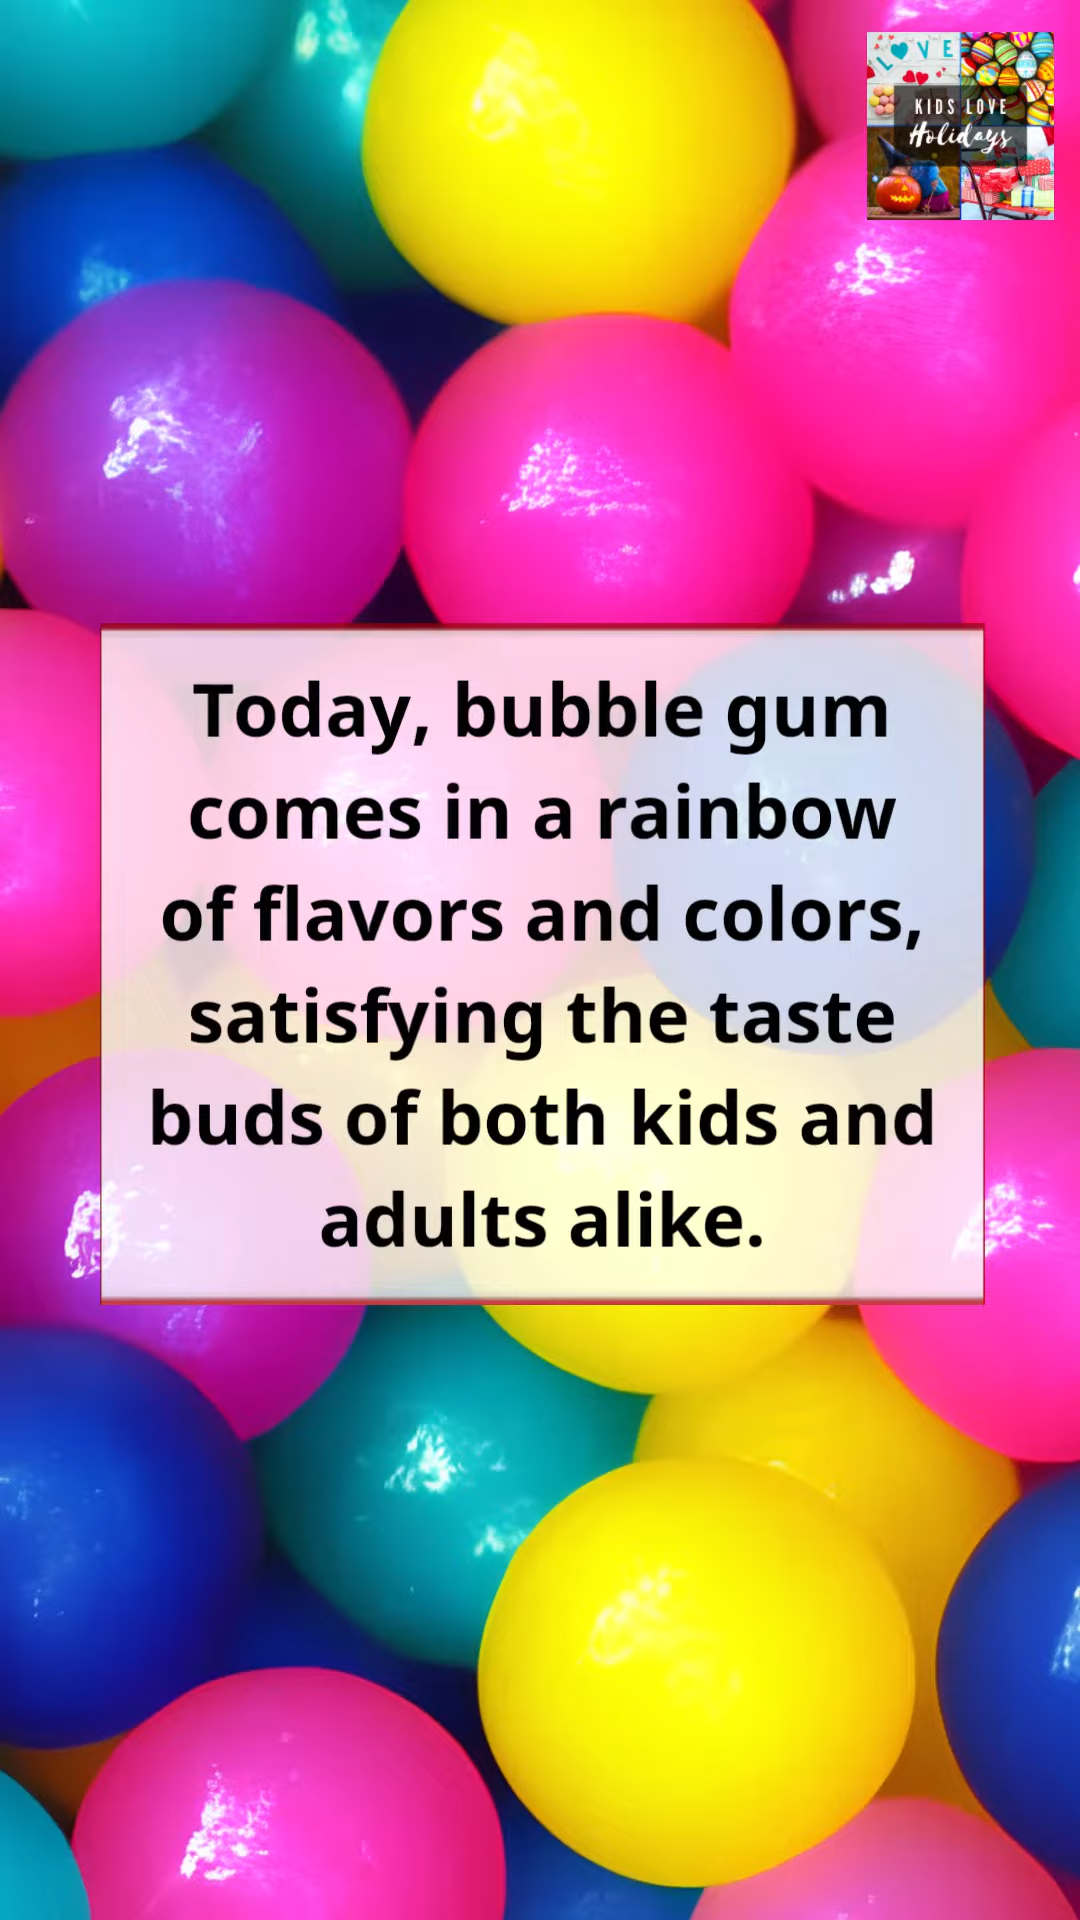 LOVE
KIDS LOVE
Holidays
Today, bubble gum
comes in a rainbow
of flavors and colors,
satisfying the taste
buds of both kids and
adults alike.